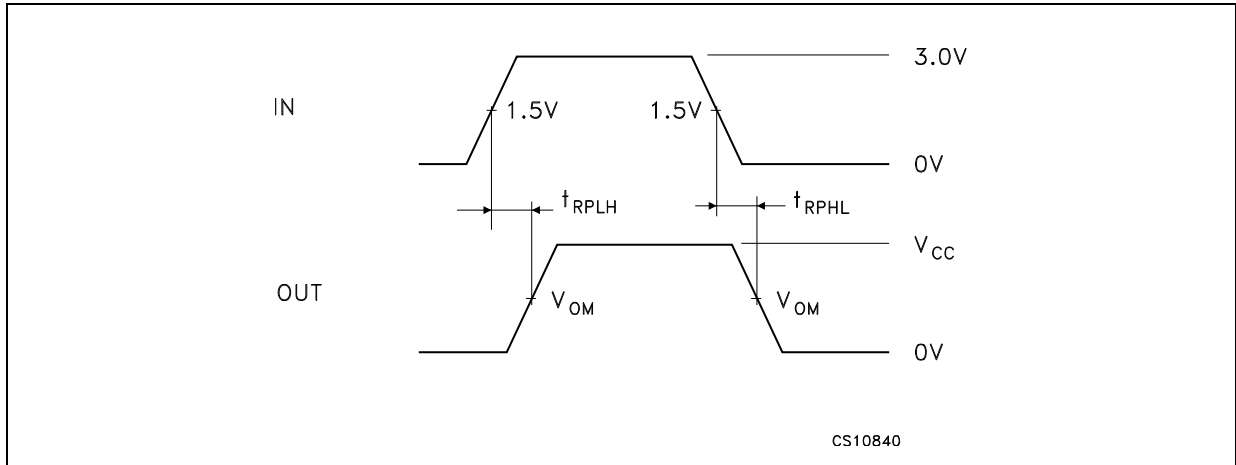 3.0V
IN
1.5V
1.5V
0V
tRPLH
tRPHL
VCC
OUT
VOM
VOM
0V
CS10840